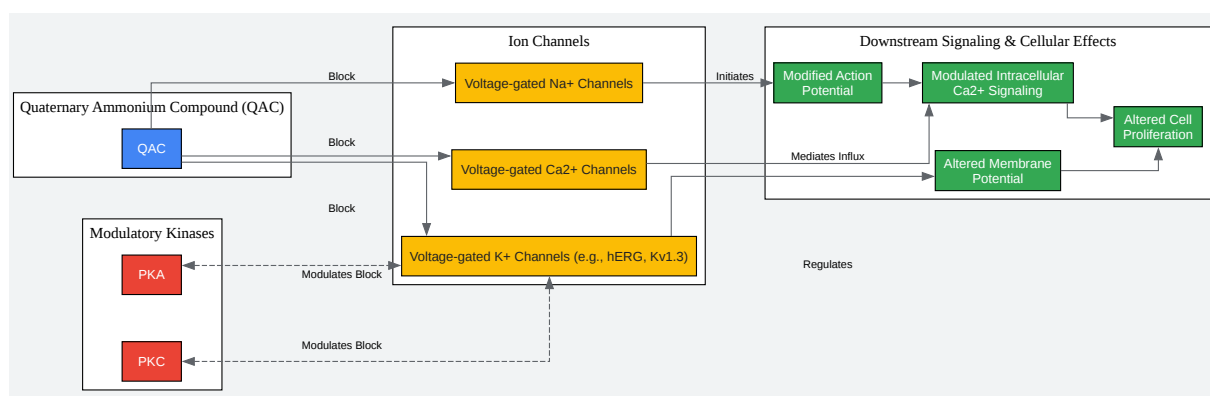 Ion Channels
Downstream Signaling & Cellular Effects
Block
Voltage-gated Na+ Channels
Initiates
Modified Action
Potential
Modulated Intracellular
Ca2+ Signaling
Quaternary Ammonium Compound (QAC)
QAC
Altered Cell
Proliferation
Block
Voltage-gated Ca2+ Channels
Mediates Influx
Altered Membrane
Potential
Block
Modulatory Kinases
Voltage-gated K+ Channels (e.g., hERG, Kv1.3)
PKA
Modulates Block
Regulates
PKC
Modulates Block